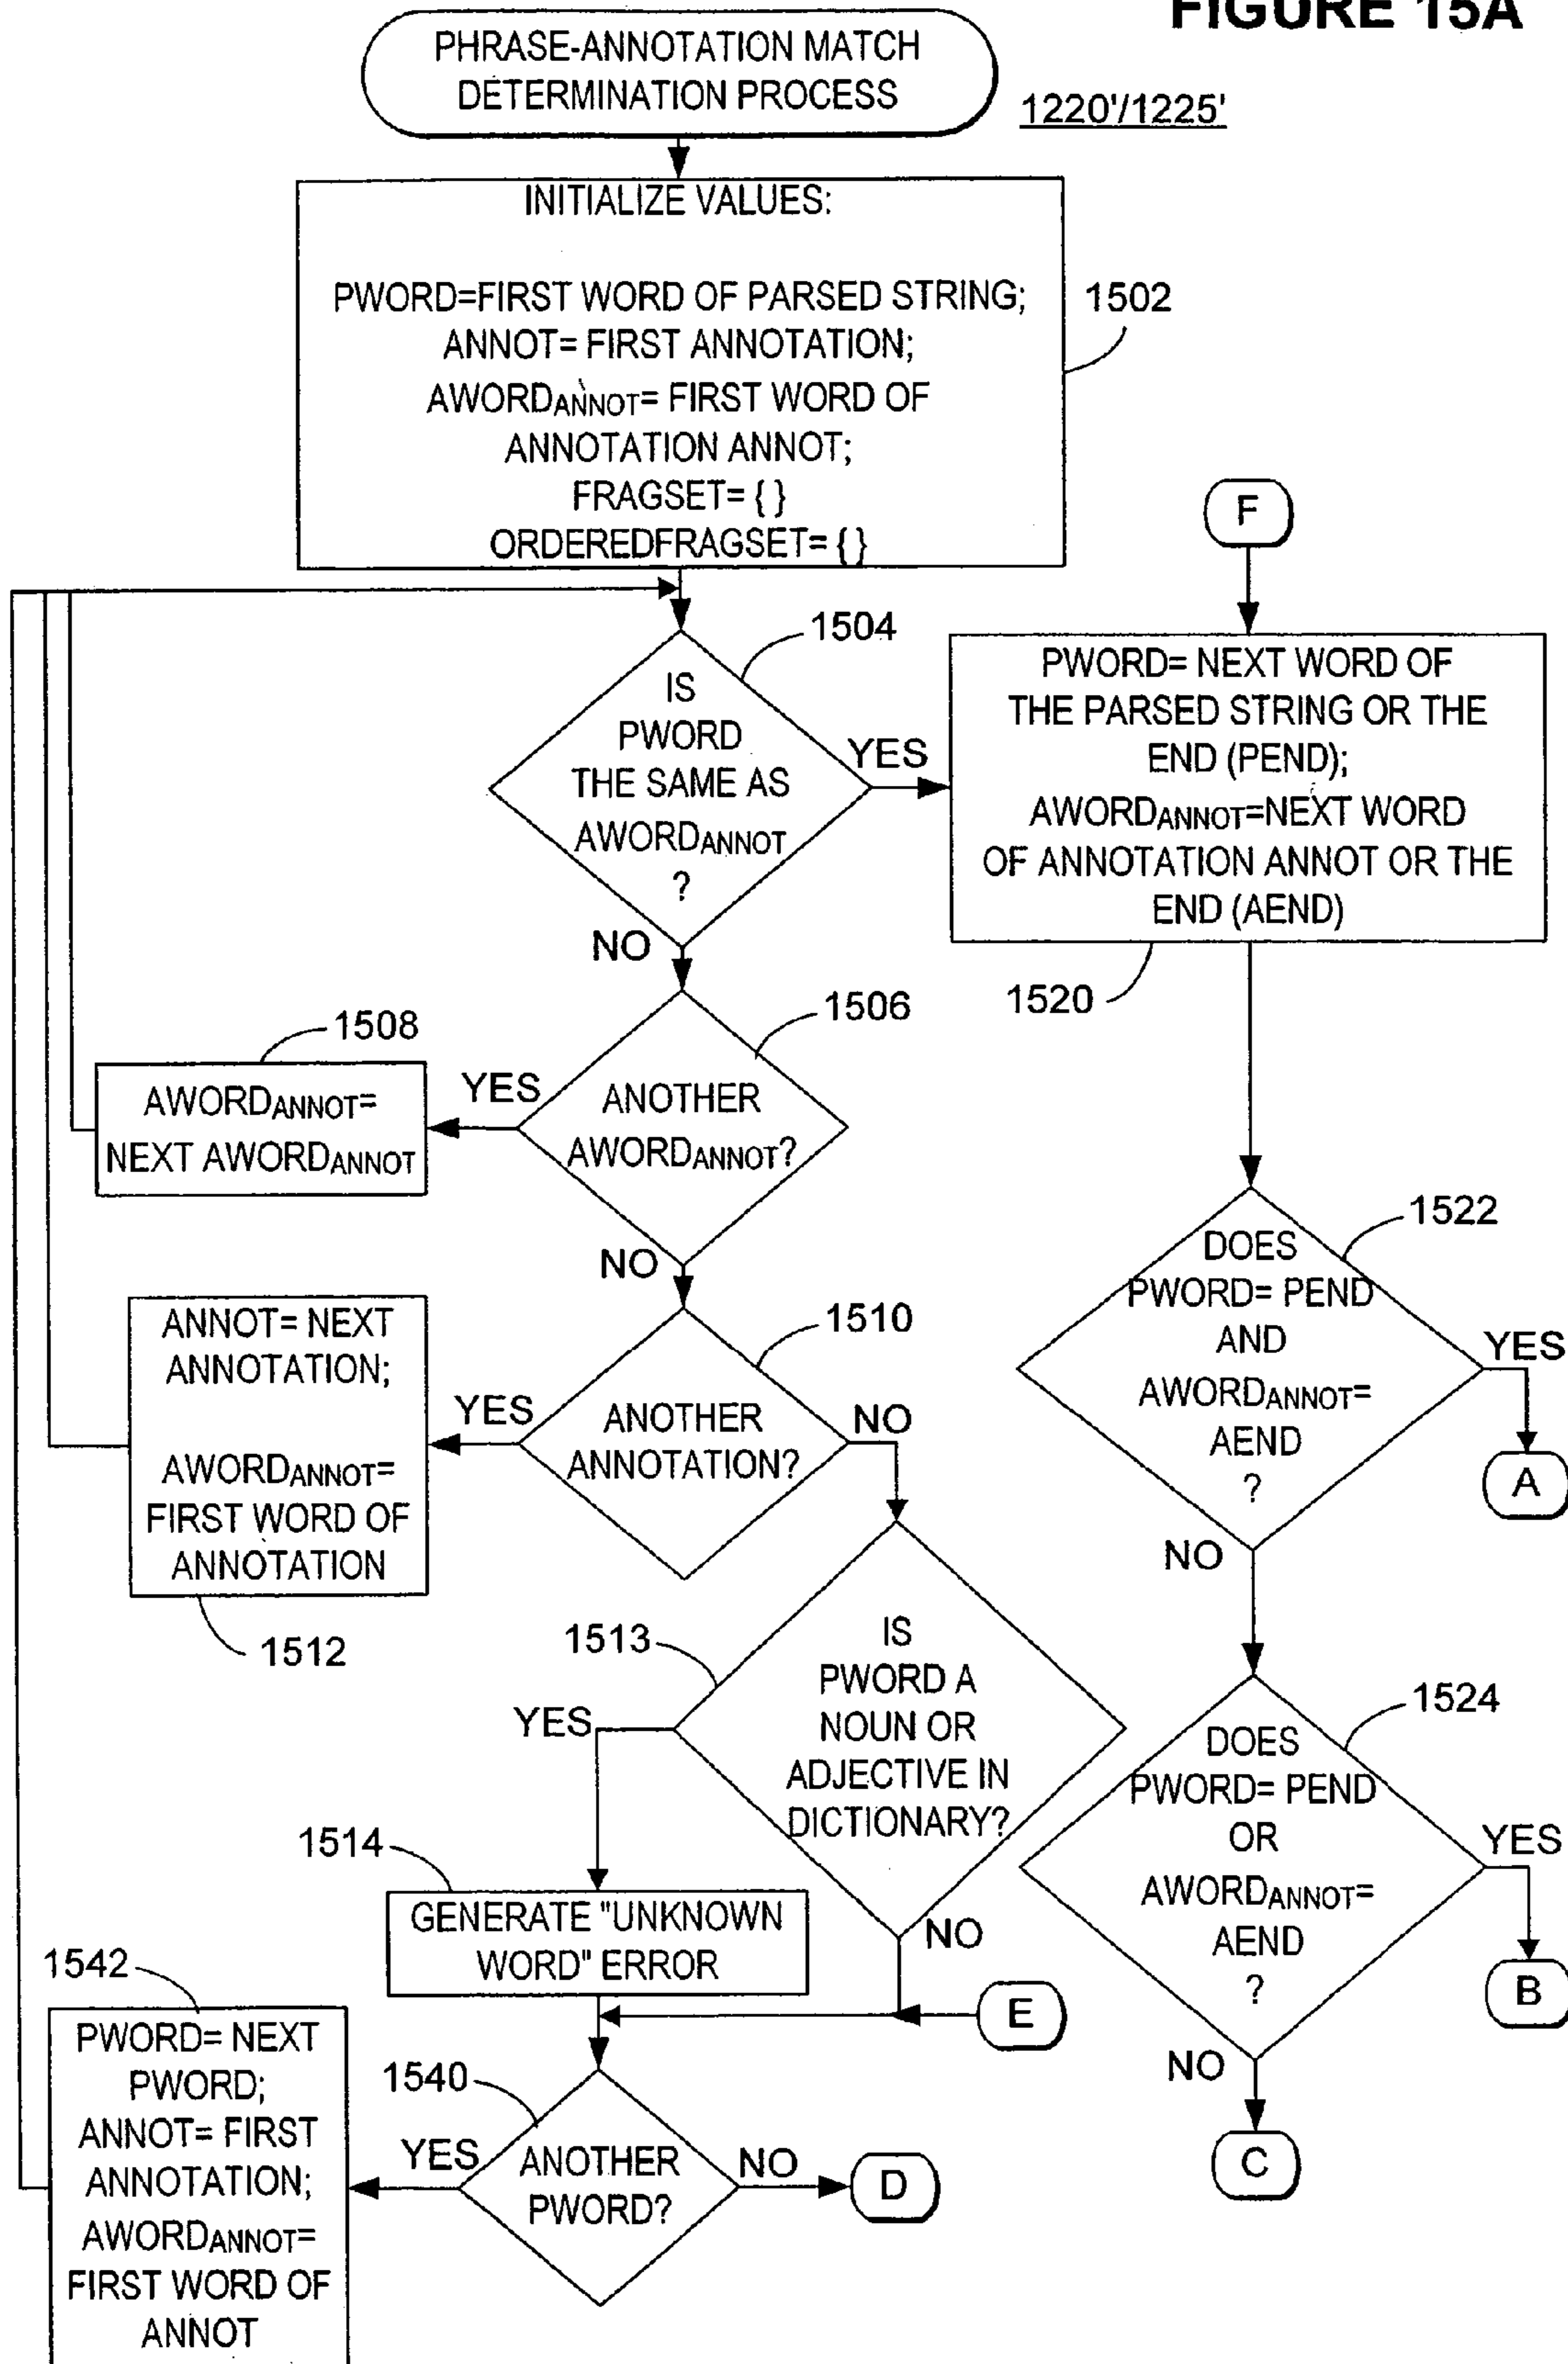 FIGURE 15A
PHRASE-ANNOTATION MATCH
DETERMINATION PROCESS
1220'/1225'
INITIALIZE VALUES:
PWORD=FIRST WORD OF PARSED STRING;
ANNOT= FIRST ANNOTATION;
AWORDANNOT= FIRST WORD OF
ANNOTATION ANNOT;
FRAGSET= { }
ORDEREDFRAGSET= { }
1502
F
1504
IS
PWORD
THE SAME AS
AWORDANNOT
?
YES
NO
PWORD= NEXT WORD OF
THE PARSED STRING OR THE
END (PEND);
AWORDANNOT=NEXT WORD
OF ANNOTATION ANNOT OR THE
END (AEND)
1520
1506
ANOTHER
AWORDANNOT?
YES
NO
1508
AWORDANNOT=
NEXT AWORDANNOT
1522
DOES
PWORD= PEND
AND
AWORDANNOT=
AEND
?
YES
A
NO
1510
ANOTHER
ANNOTATION?
YES
NO
ANNOT= NEXT
ANNOTATION;
AWORDANNOT=
FIRST WORD OF
ANNOTATION
1512
1513
IS
PWORD A
NOUN OR
ADJECTIVE IN
DICTIONARY?
YES
NO
1524
DOES
PWORD= PEND
OR
AWORDANNOT=
AEND
?
YES
B
NO
C
1514
GENERATE "UNKNOWN
WORD" ERROR
E
1540
ANOTHER
PWORD?
YES
NO
D
1542
PWORD= NEXT
PWORD;
ANNOT= FIRST
ANNOTATION;
AWORDANNOT=
FIRST WORD OF
ANNOT